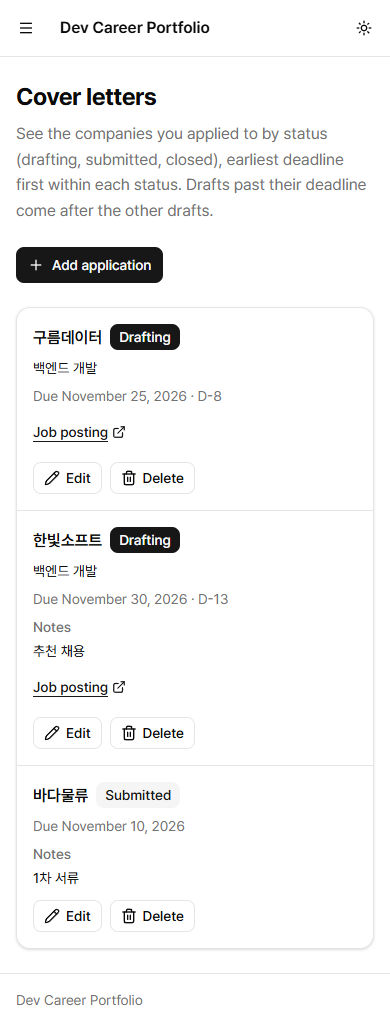 Dev Career Portfolio
Cover letters
See the companies you applied to by status
(drafting, submitted, closed), earliest deadline
first within each status. Drafts past their deadline
come after the other drafts.
Add application
구름데이터 Drafting
백엔드 개발
Due November 25, 2026 · D-8
Job posting
Edit Delete
한빛소프트 Drafting
백엔드 개발
Due November 30, 2026 · D-13
Notes
추천 채용
Job posting
Edit Delete
바다물류 Submitted
Due November 10, 2026
Notes
1차 서류
Edit Delete
Dev Career Portfolio